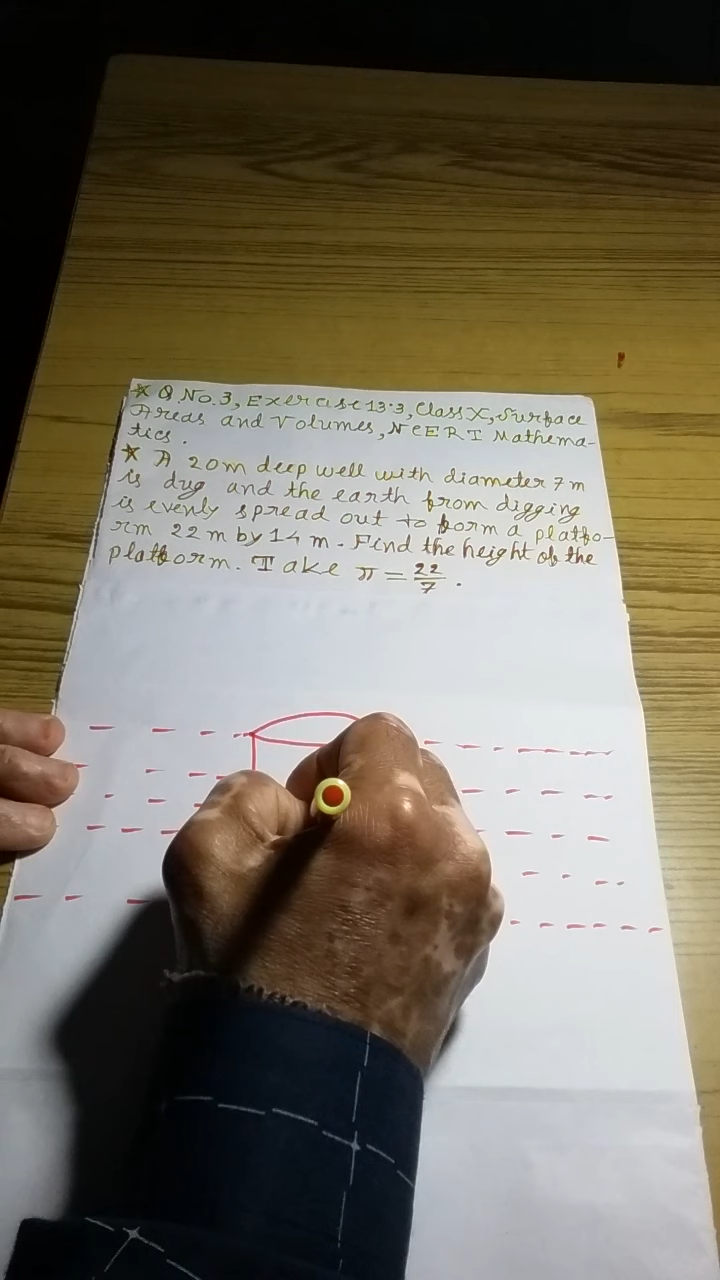 * Q.No.3, Exercise 13.3, Class X, Surface
Areas and Volumes, NCERT Mathema-
tics.
* A 20m deep well with diameter 7 m
is dug and the earth from digging
is evenly spread out to form a platfo-
rm 22 m by 14 m. Find the height of the
platform. Take π = 22/7 .